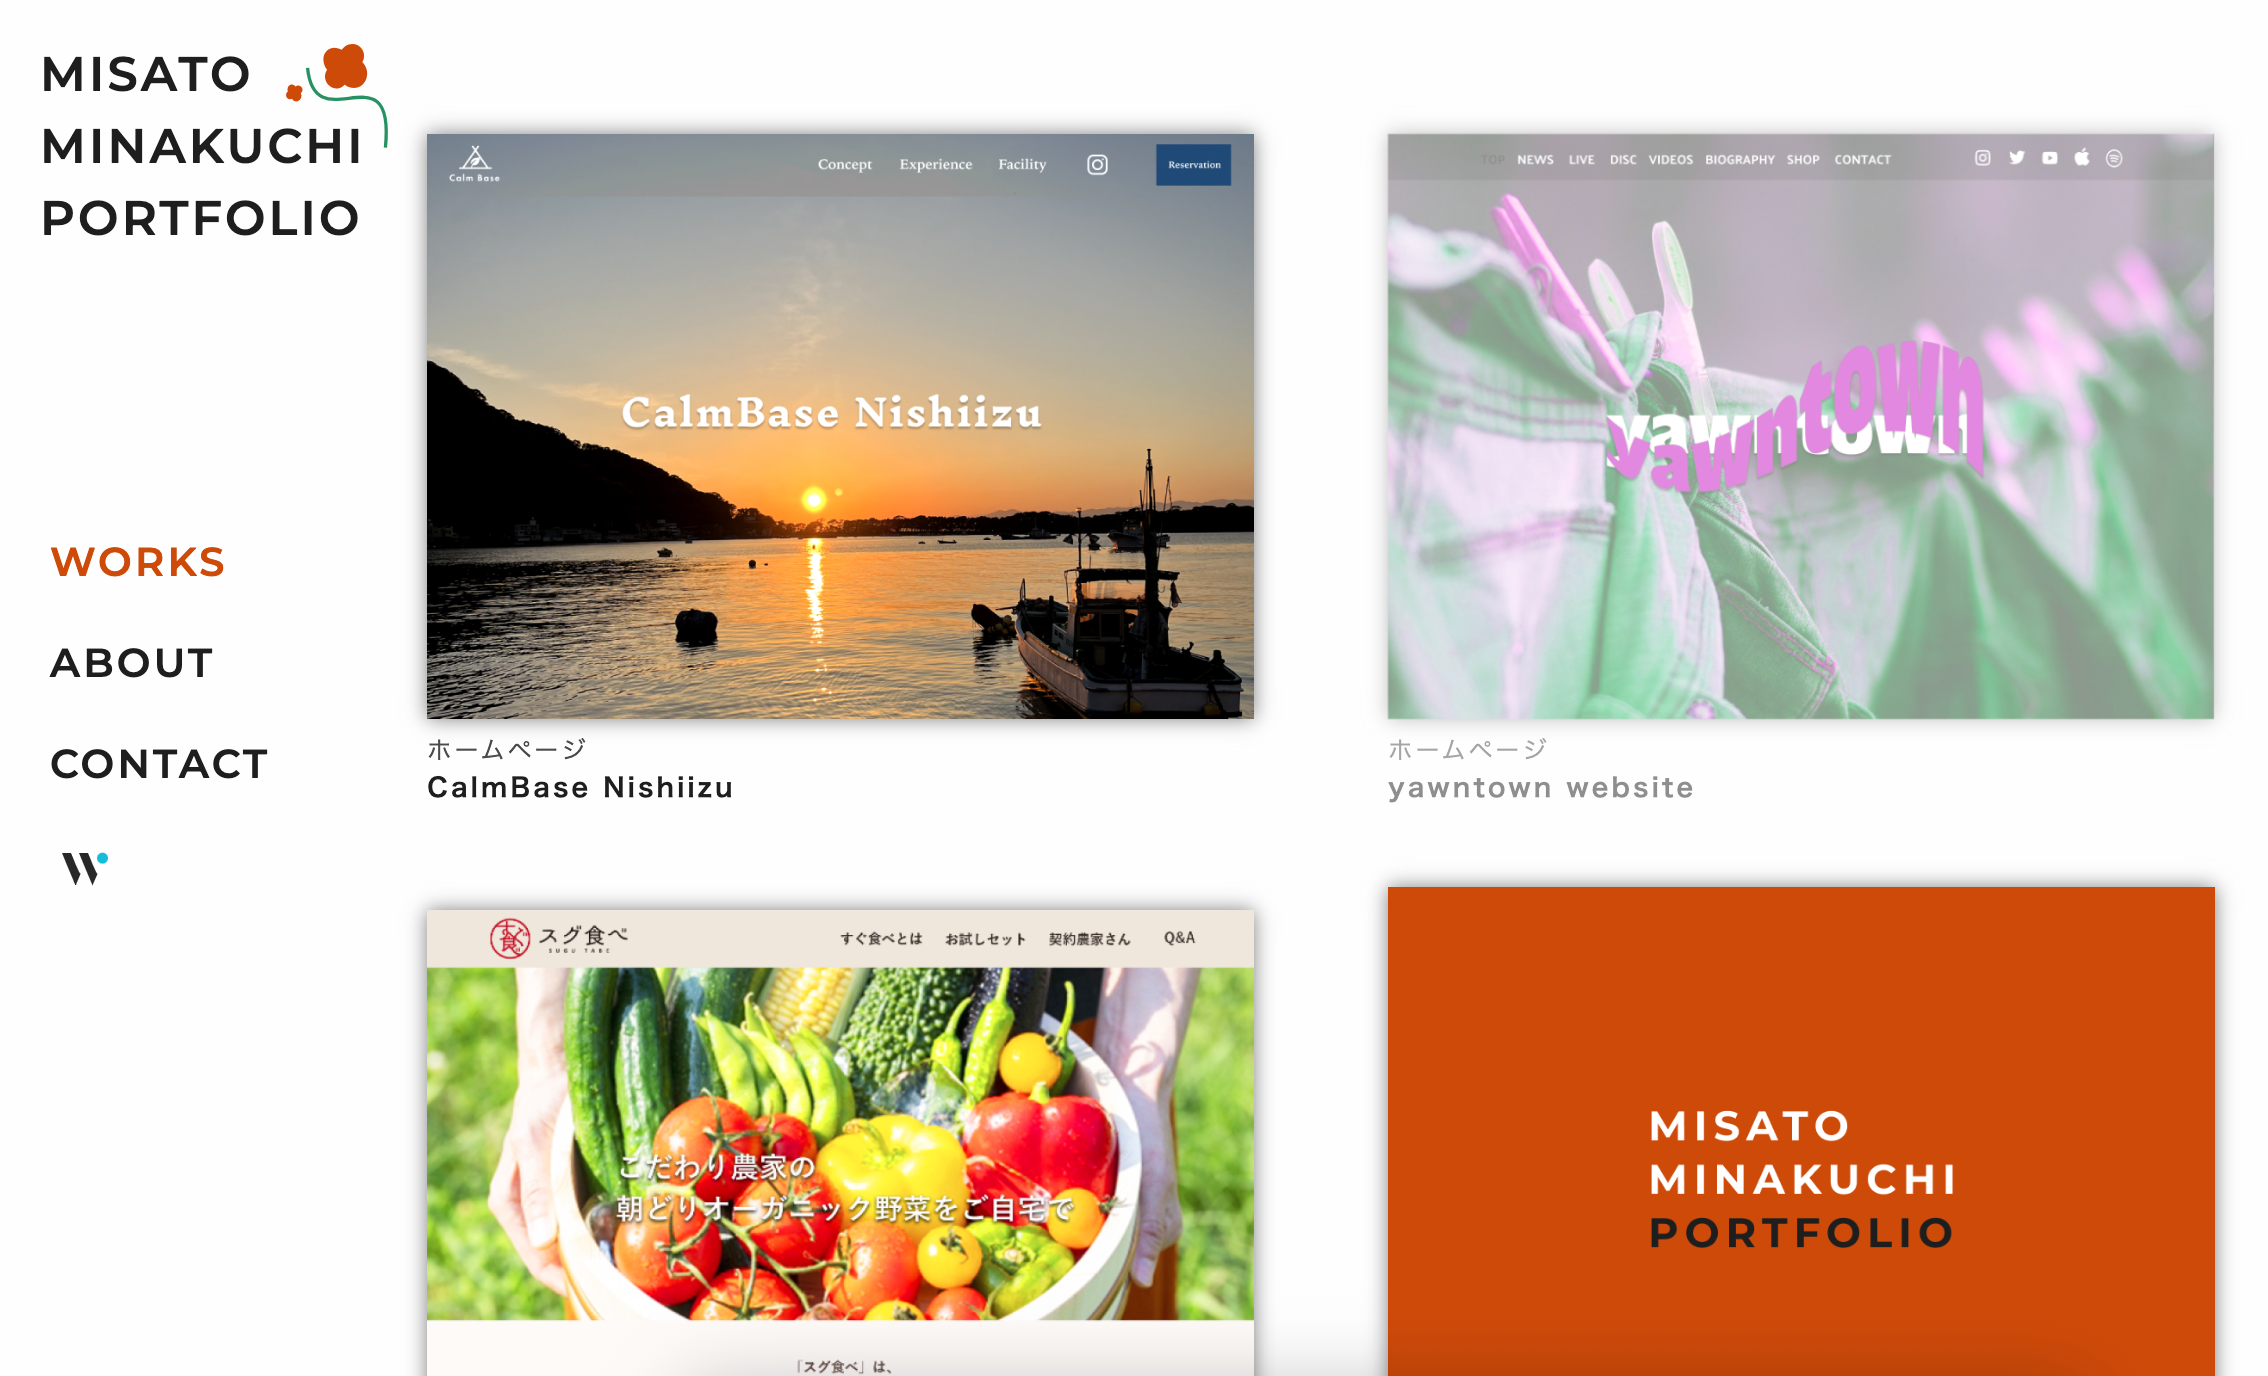 MISATO
MINAKUCHI
PORTFOLIO
WORKS
ABOUT
CONTACT
Calm Base
Concept Experience Facility Reservation
CalmBase Nishiizu
ホームページ
CalmBase Nishiizu
TOP NEWS LIVE DISC VIDEOS BIOGRAPHY SHOP CONTACT
yawntown
yawntown
ホームページ
yawntown website
スグ食べ
SUGU TABE
すぐ食べとは お試しセット 契約農家さん Q&A
こだわり農家の
朝どりオーガニック野菜をご自宅で
「スグ食べ」は、
MISATO
MINAKUCHI
PORTFOLIO